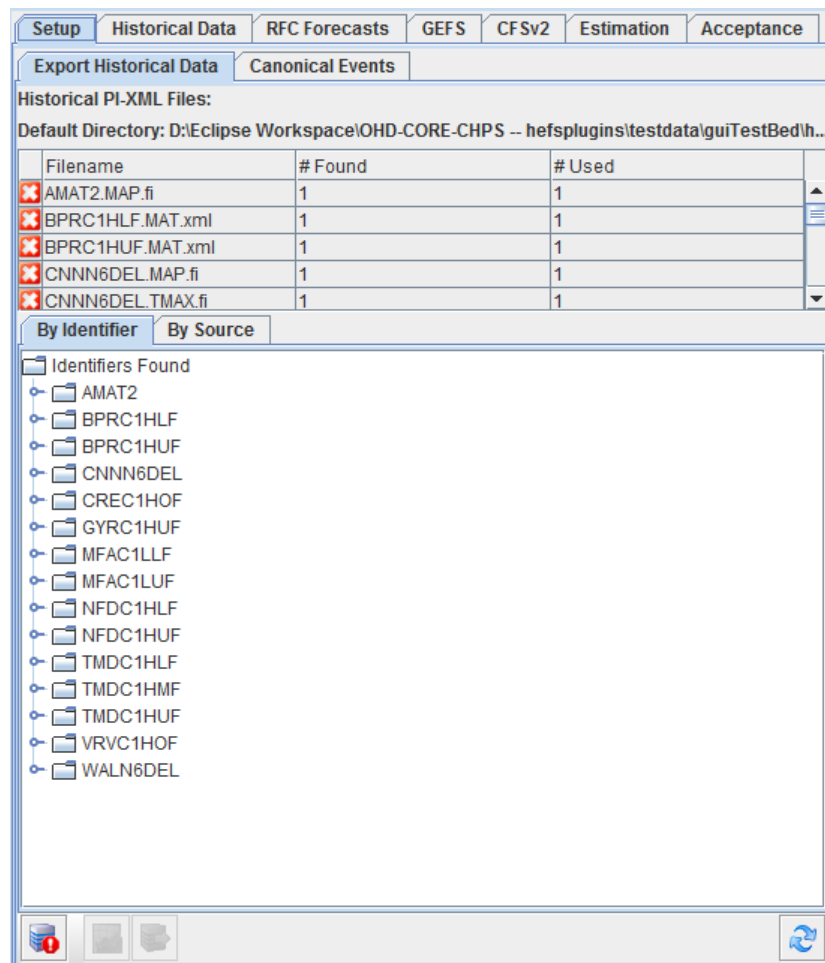 Setup Historical Data RFC Forecasts GEFS CFSv2 Estimation Acceptance
Export Historical Data Canonical Events
Historical PI-XML Files:
Default Directory: D:\Eclipse Workspace\OHD-CORE-CHPS -- hefsplugins\testdata\guiTestBed\h...
Filename # Found # Used
AMAT2.MAP.fi 1 1
BPRC1HLF.MAT.xml 1 1
BPRC1HUF.MAT.xml 1 1
CNNN6DEL.MAP.fi 1 1
CNNN6DEL.TMAX.fi 1 1
By Identifier By Source
Identifiers Found
AMAT2
BPRC1HLF
BPRC1HUF
CNNN6DEL
CREC1HOF
GYRC1HUF
MFAC1LLF
MFAC1LUF
NFDC1HLF
NFDC1HUF
TMDC1HLF
TMDC1HMF
TMDC1HUF
VRVC1HOF
WALN6DEL